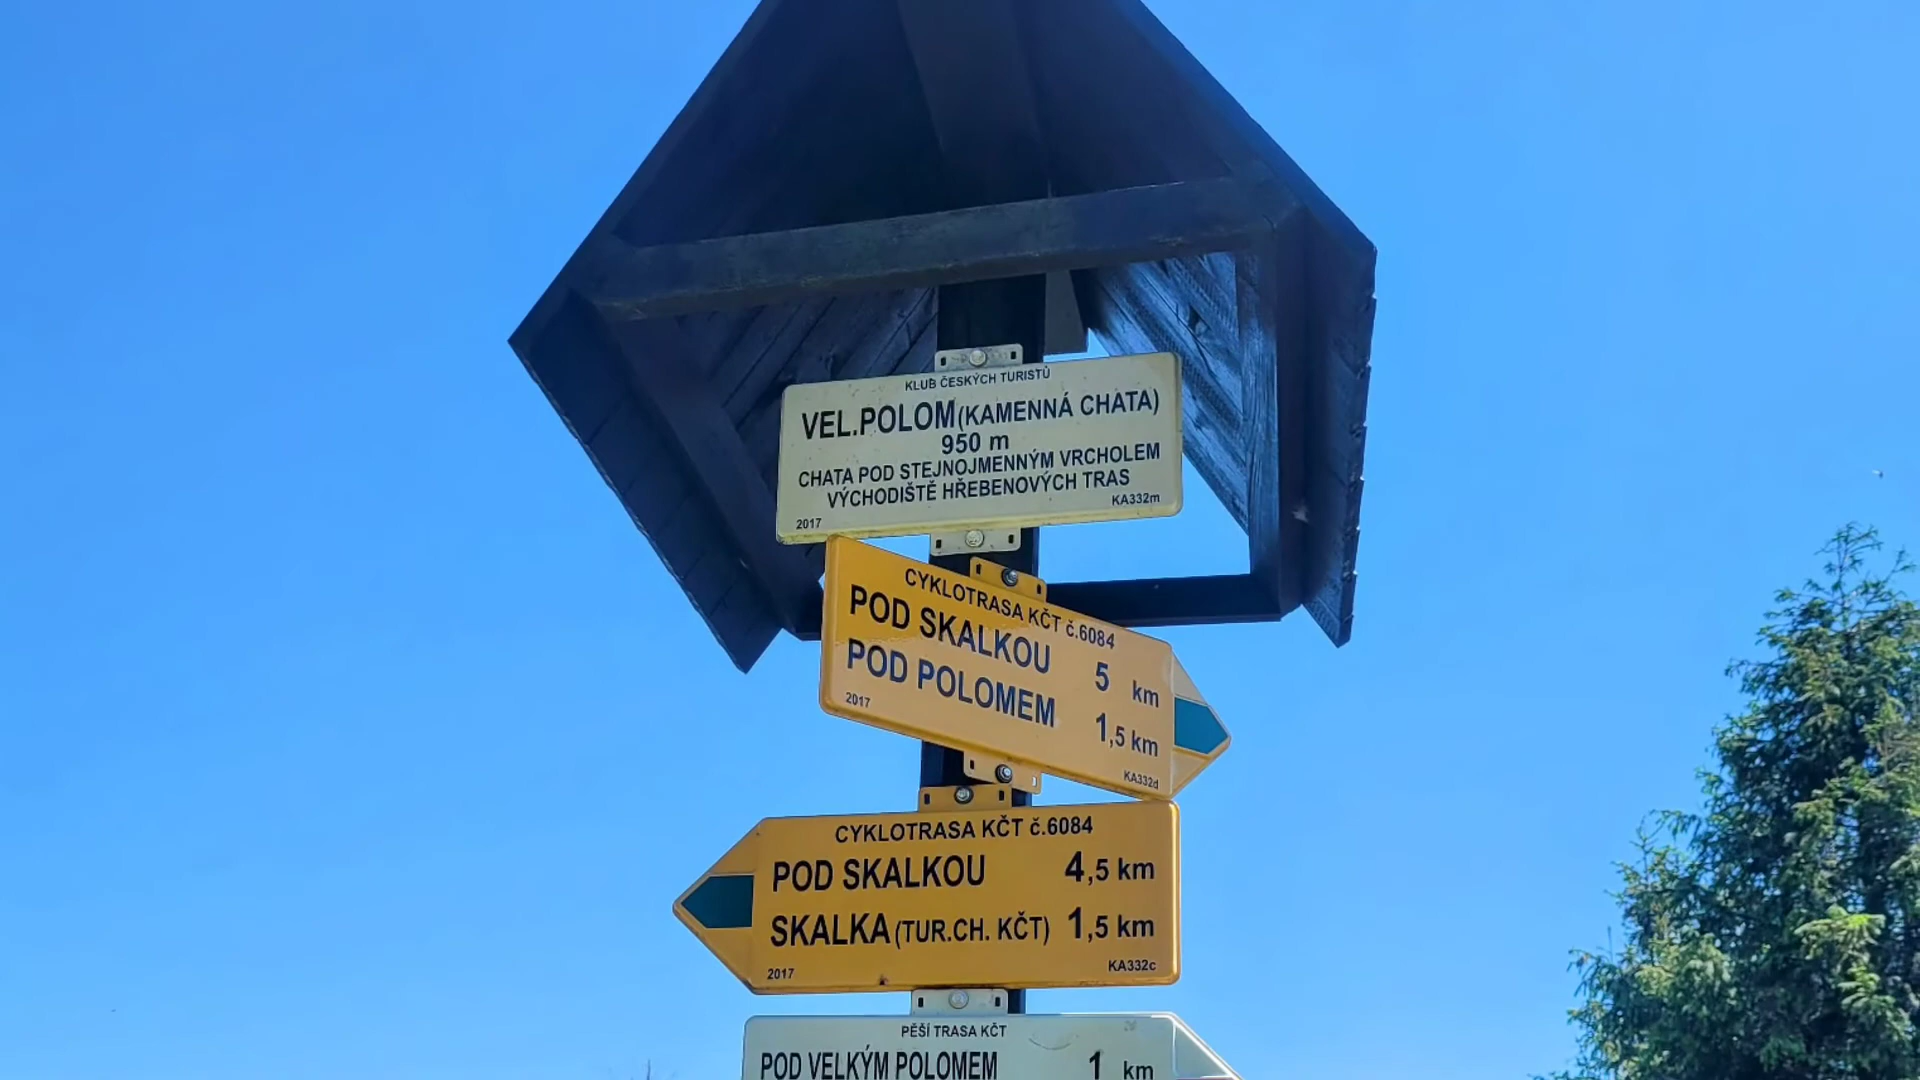 KLUB ČESKÝCH TURISTŮ
VEL.POLOM (KAMENNÁ CHATA)
950 m
CHATA POD STEJNOJMENNÝM VRCHOLEM
VÝCHODIŠTĚ HŘEBENOVÝCH TRAS
2017 KA332m
CYKLOTRASA KČT č.6084
POD SKALKOU 5 km
POD POLOMEM 1,5 km
2017 KA332d
CYKLOTRASA KČT č.6084
POD SKALKOU 4,5 km
SKALKA (TUR.CH. KČT) 1,5 km
2017 KA332c
PĚŠÍ TRASA KČT
POD VELKÝM POLOMEM 1 km